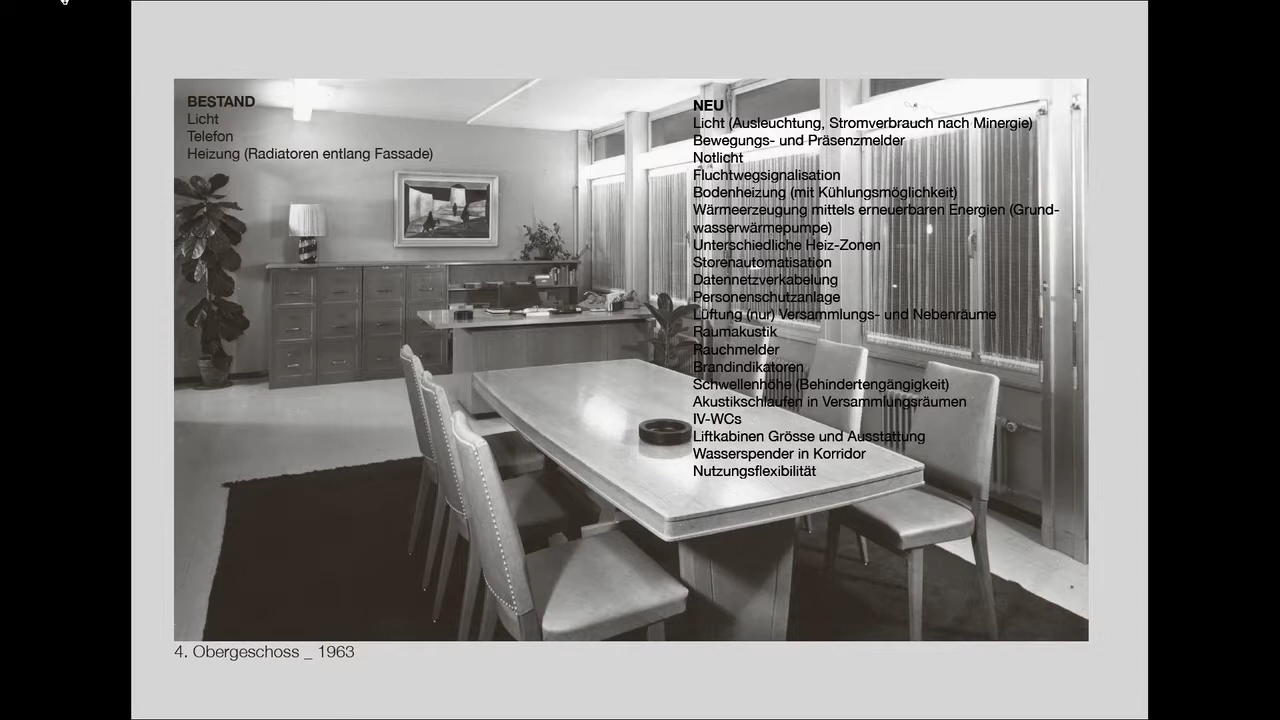 BESTAND
Licht
Telefon
Heizung (Radiatoren entlang Fassade)
NEU
Licht (Ausleuchtung, Stromverbrauch nach Minergie)
Bewegungs- und Präsenzmelder
Notlicht
Fluchtwegsignalisation
Bodenheizung (mit Kühlungsmöglichkeit)
Wärmeerzeugung mittels erneuerbaren Energien (Grund-
wasserwärmepumpe)
Unterschiedliche Heiz-Zonen
Storenautomatisation
Datennetzverkabelung
Personenschutzanlage
Lüftung (nur) Versammlungs- und Nebenräume
Raumakustik
Rauchmelder
Brandindikatoren
Schwellenhöhe (Behindertengängigkeit)
Akustikschlaufen in Versammlungsräumen
IV-WCs
Liftkabinen Grösse und Ausstattung
Wasserspender in Korridor
Nutzungsflexibilität
4. Obergeschoss _ 1963